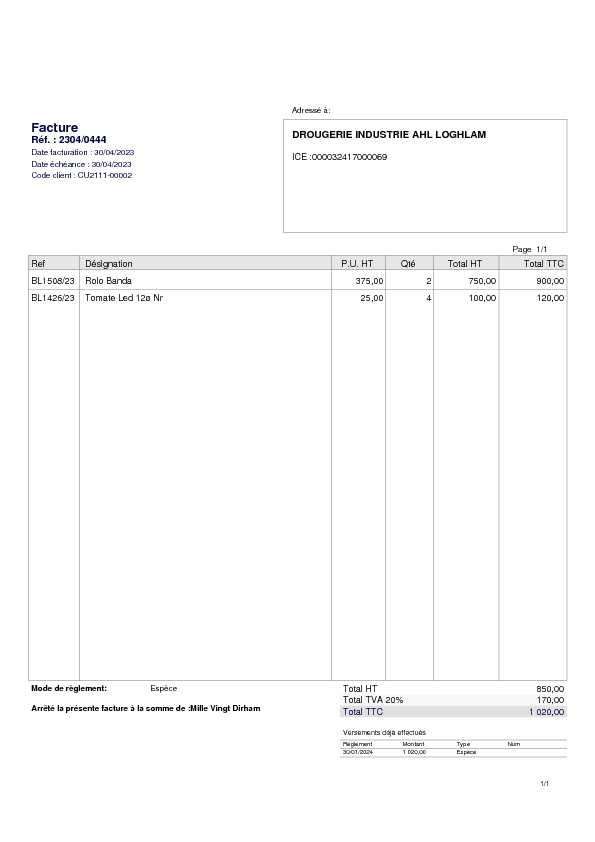 Adressé à:
Facture
Réf. : 2304/0444
Date facturation : 30/04/2023
Date échéance : 30/04/2023
Code client : CU2111-00002
DROUGERIE INDUSTRIE AHL LOGHLAM
ICE :000032417000069
Page 1/1
Ref Désignation P.U. HT Qté Total HT Total TTC
BL1508/23 Rolo Banda 375,00 2 750,00 900,00
BL1426/23 Tomate Led 12ø Nr 25,00 4 100,00 120,00
Mode de règlement: Espèce
Arrêté la présente facture à la somme de :Mille Vingt Dirham
Total HT 850,00
Total TVA 20% 170,00
Total TTC 1 020,00
Versements déjà effectués
Règlement Montant Type Num
30/01/2024 1 020,00 Espèce
1/1